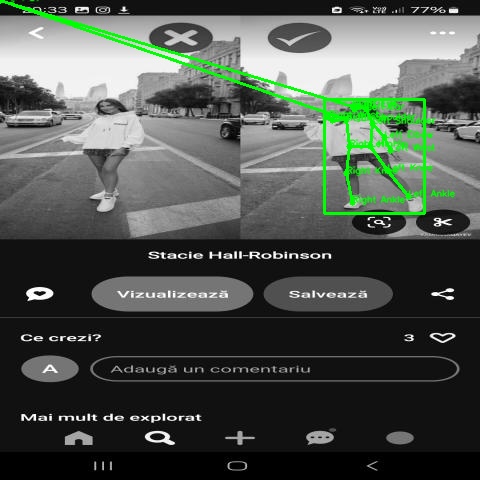 20:33
77%
Right Ankle
Ankle
Stacie Hall-Robinson
Vizualizează
Salvează
Ce crezi?
3
A
Adaugă un comentariu
Mai mult de explorat